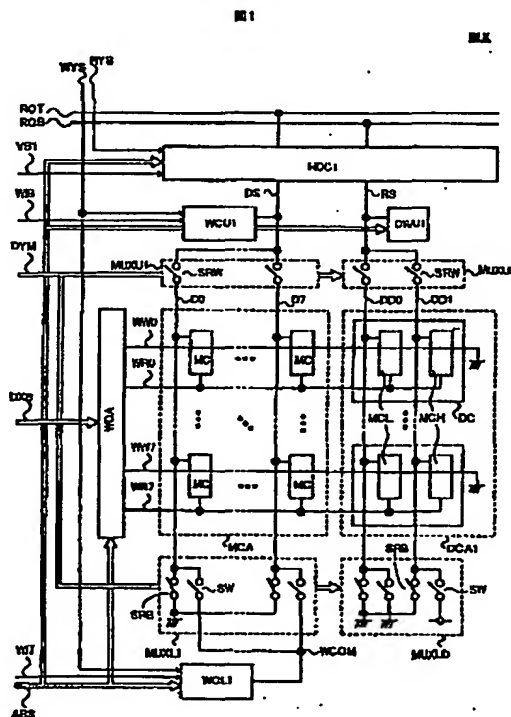 図1
BLK
WYS
RYS
ROT
ROB
YS1
RDC1
DS
RS
WB
WCU1
DYM
MUXU1
SRW
SRW
D0
D7
DD0
DD1
WW0
MC
MC
WR0
WDA
MCL
MCH
DC
WW7
MC
MC
WR7
MCA
DCA1
SRB
SW
SRB
SW
MUXL1
WCOM
MUXLD
WCL1